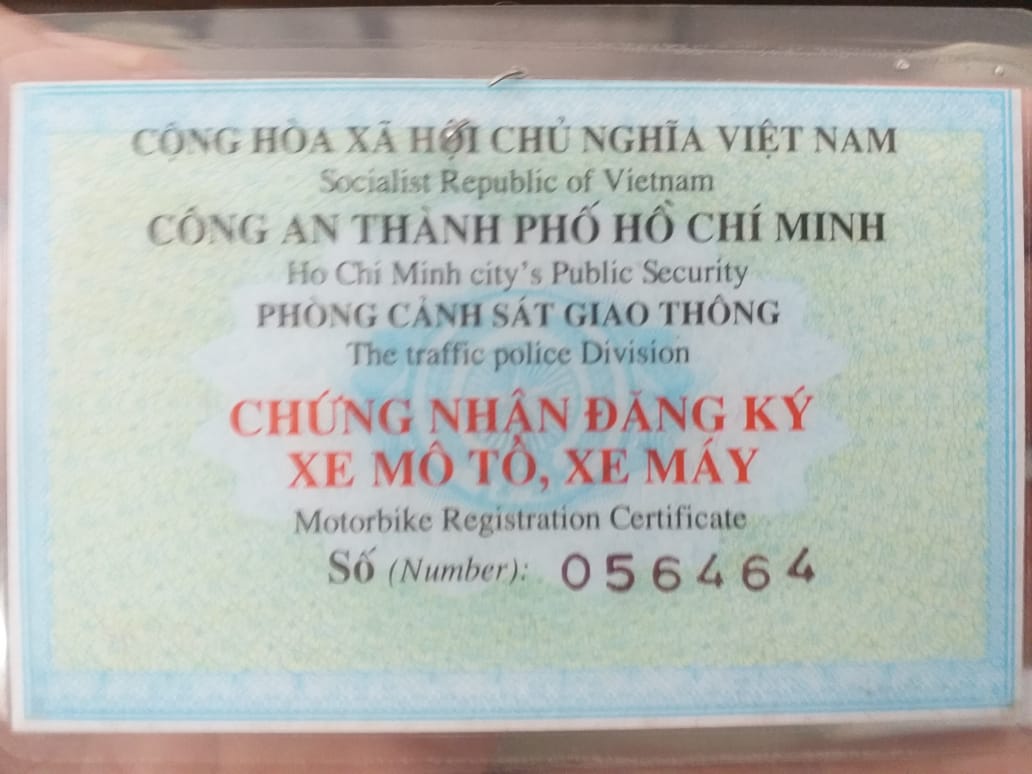 CỘNG HÒA XÃ HỘI CHỦ NGHĨA VIỆT NAM
Socialist Republic of Vietnam
CÔNG AN THÀNH PHỐ HỒ CHÍ MINH
Ho Chi Minh city's Public Security
PHÒNG CẢNH SÁT GIAO THÔNG
The traffic police Division
CHỨNG NHẬN ĐĂNG KÝ
XE MÔ TÔ, XE MÁY
Motorbike Registration Certificate
Số (Number): 056464